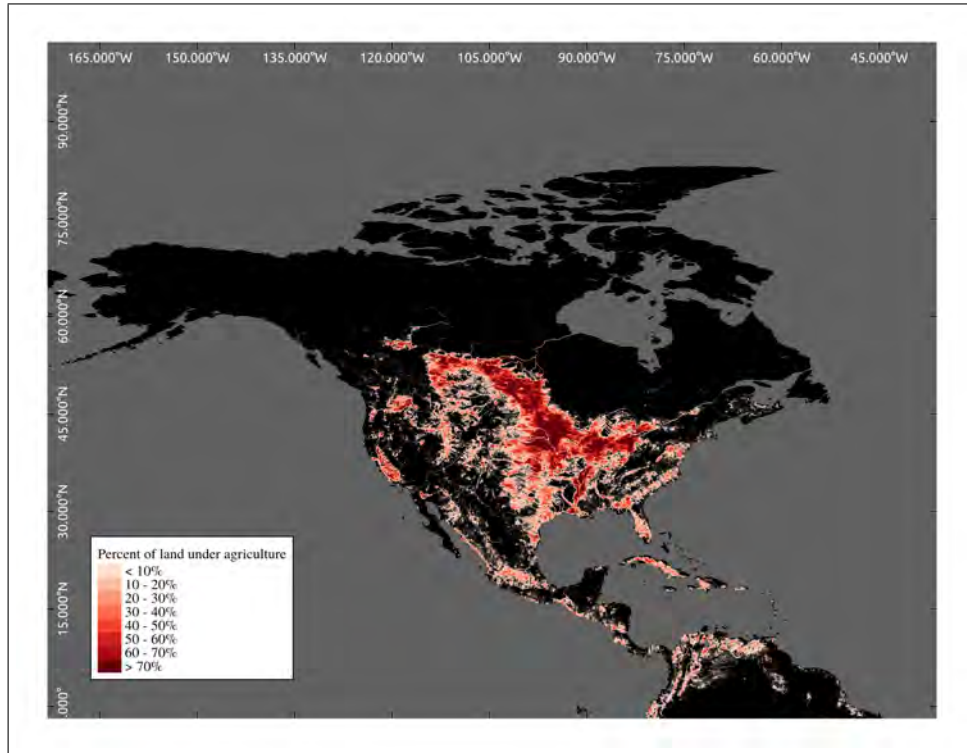 165.000°W 150.000°W 135.000°W 120.000°W 105.000°W 90.000°W 75.000°W 60.000°W 45.000°W
90.000°N
75.000°N
60.000°N
45.000°N
30.000°N
15.000°N
.000°
Percent of land under agriculture
< 10%
10 - 20%
20 - 30%
30 - 40%
40 - 50%
50 - 60%
60 - 70%
> 70%